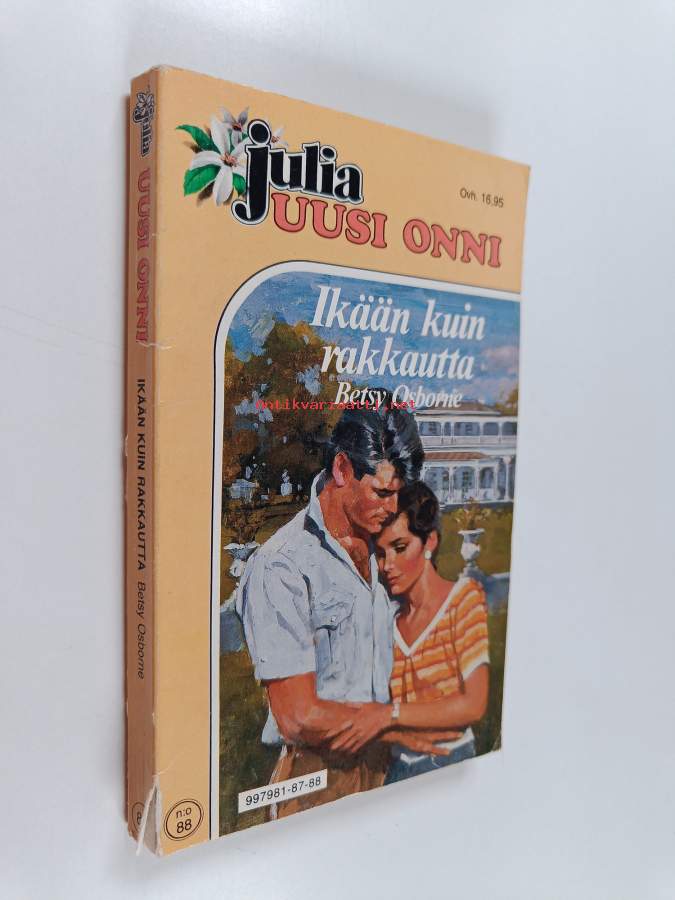 julia
UUSI ONNI
Ovh. 16,95
Ikään kuin
rakkautta
Betsy Osborne
Antikvariaatti.net
997981-87-88
n:o
88
julia
UUSI ONNI
IKÄÄN KUIN RAKKAUTTA Betsy Osborne